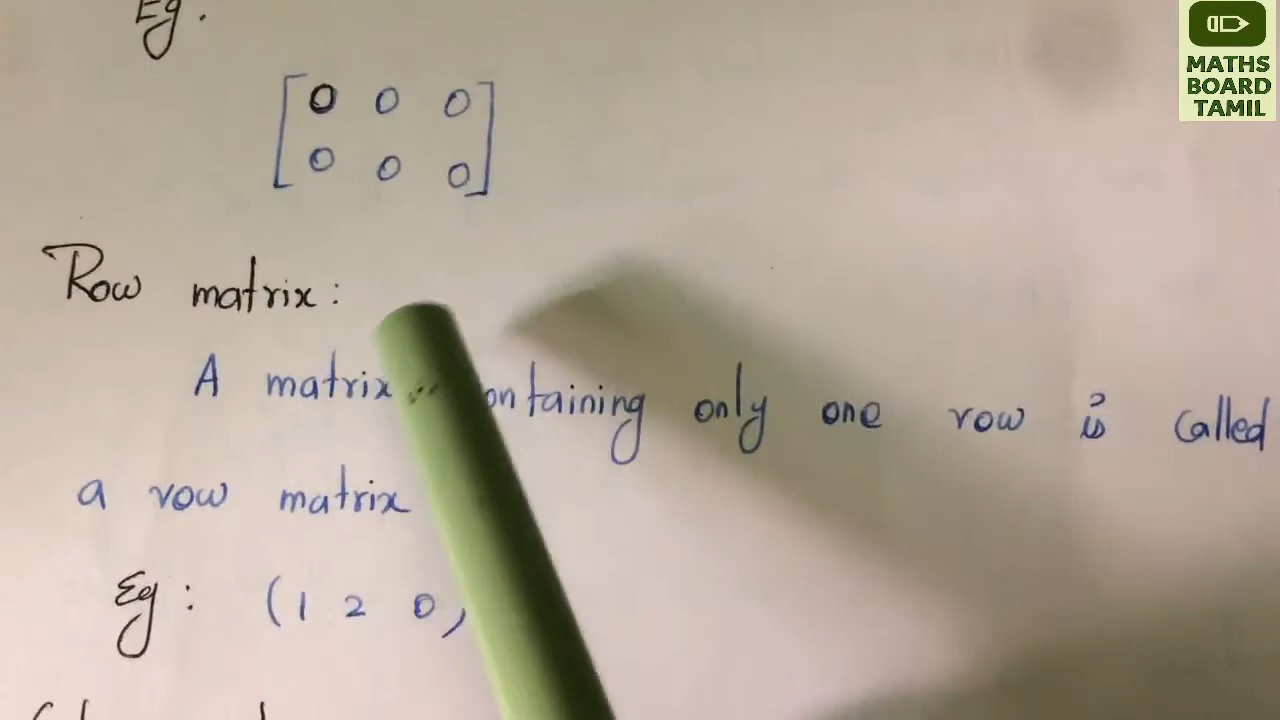 Eg.
0 0 0
0 0 0
Row matrix:
A matrix ontaining only one row is called
a row matrix
Eg: (1 2 0)
MATHS
BOARD
TAMIL